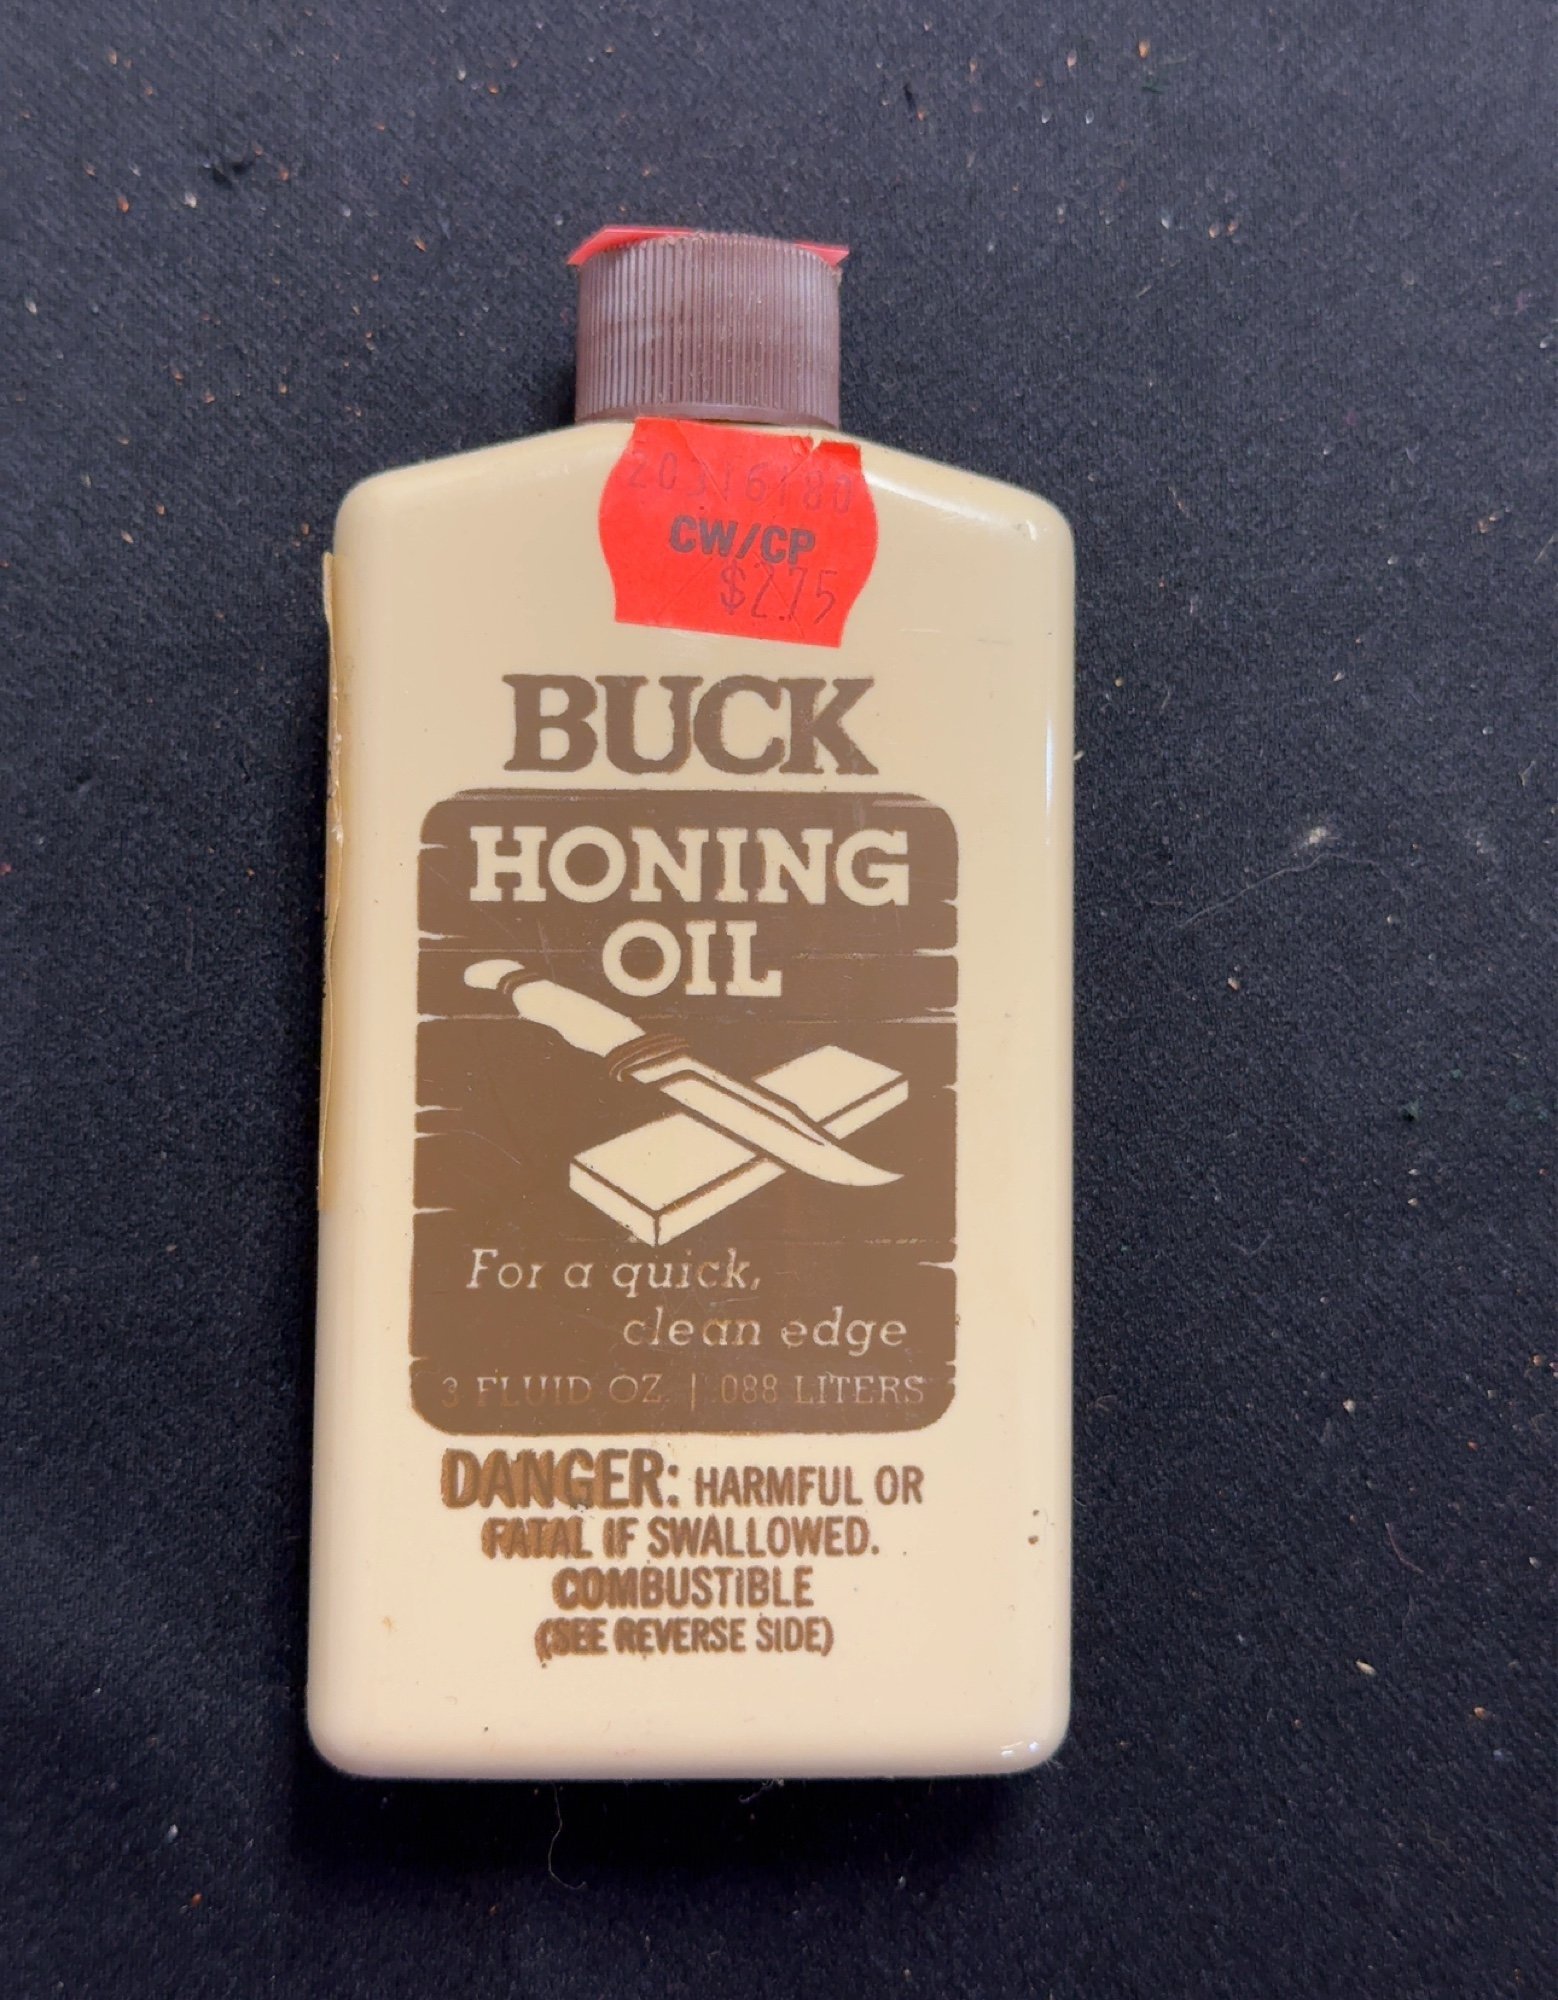 20316180
CW/CP
$2.75
BUCK
HONING
OIL
For a quick,
clean edge
3 FLUID OZ. | .088 LITERS
DANGER: HARMFUL OR
FATAL IF SWALLOWED.
COMBUSTIBLE
(SEE REVERSE SIDE)